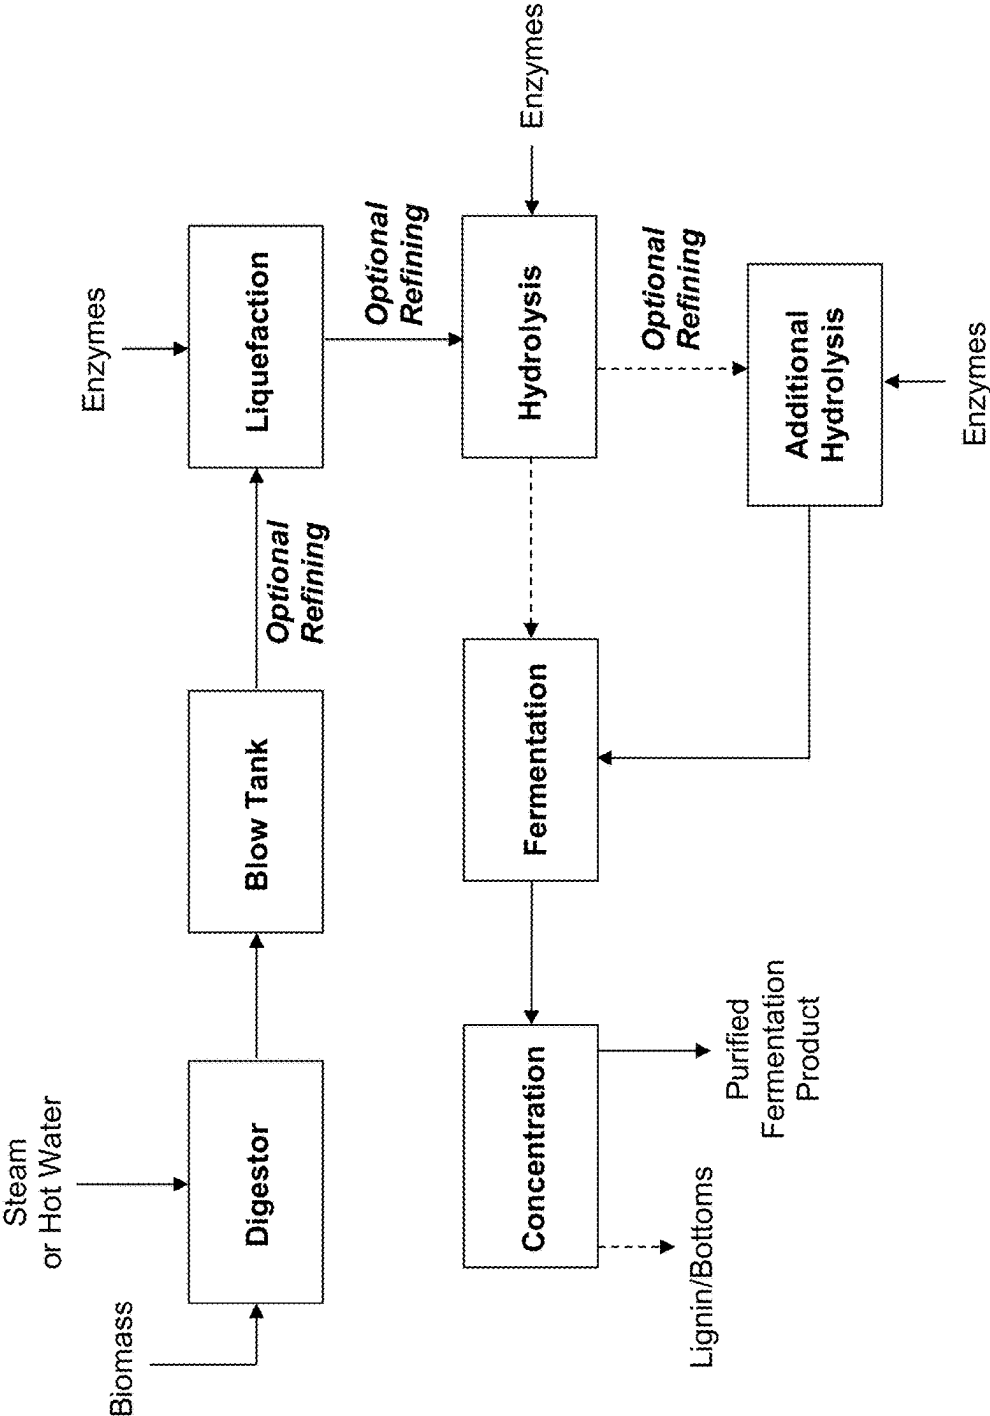 Steam
or Hot Water
Biomass
Digestor
Blow Tank
Optional
Refining
Enzymes
Liquefaction
Optional
Refining
Enzymes
Hydrolysis
Optional
Refining
Additional
Hydrolysis
Enzymes
Fermentation
Concentration
Purified
Fermentation
Product
Lignin/Bottoms